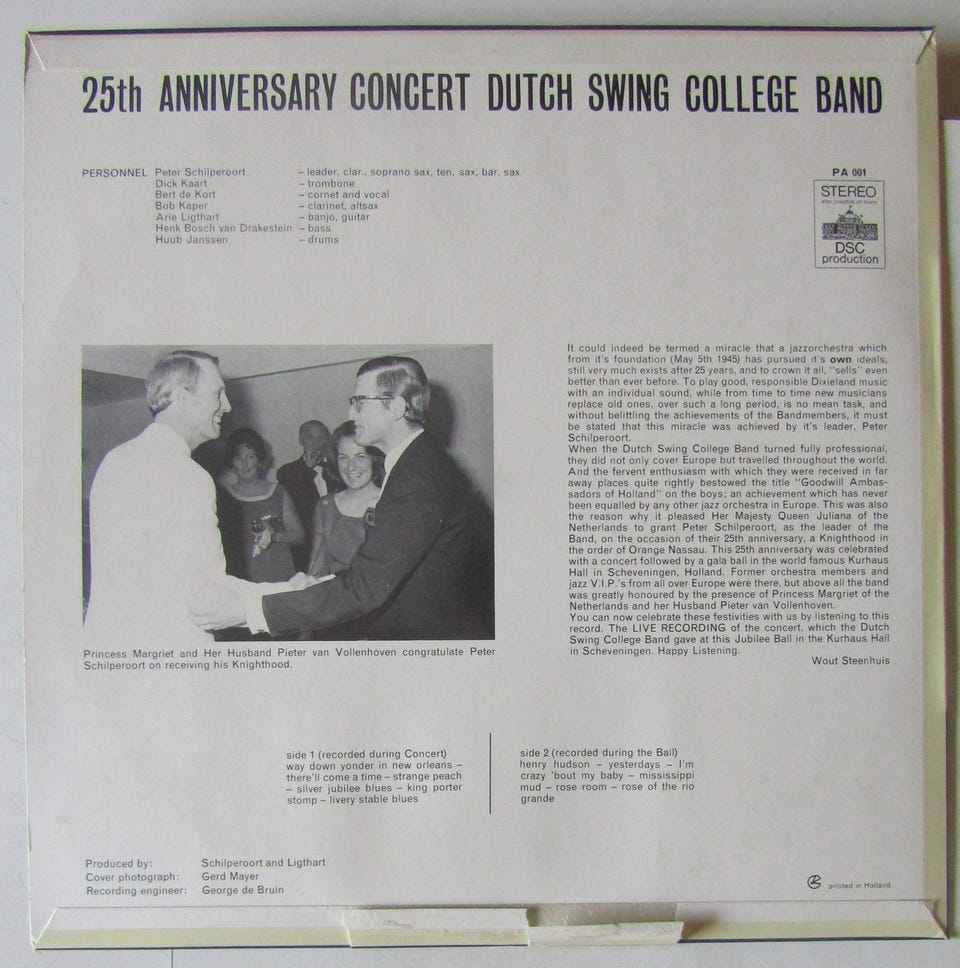 25th ANNIVERSARY CONCERT DUTCH SWING COLLEGE BAND
PERSONNEL Peter Schilperoort – leader, clar., soprano sax, ten. sax, bar. sax
Dick Kaart – trombone
Bert de Kort – cornet and vocal
Bob Kaper – clarinet, altsax
Arie Ligthart – banjo, guitar
Henk Bosch van Drakestein – bass
Huub Janssen – drums
PA 001
STEREO
DSC
production
It could indeed be termed a miracle that a jazzorchestra which
from it's foundation (May 5th 1945) has pursued it's own ideals,
still very much exists after 25 years, and to crown it all, "sells" even
better than ever before. To play good, responsible Dixieland music
with an individual sound, while from time to time new musicians
replace old ones, over such a long period, is no mean task, and
without belittling the achievements of the Bandmembers, it must
be stated that this miracle was achieved by it's leader, Peter
Schilperoort.
When the Dutch Swing College Band turned fully professional,
they did not only cover Europe but travelled throughout the world.
And the fervent enthusiasm with which they were received in far
away places quite rightly bestowed the title "Goodwill Ambas-
sadors of Holland" on the boys; an achievement which has never
been equalled by any other jazz orchestra in Europe. This was also
the reason why it pleased Her Majesty Queen Juliana of the
Netherlands to grant Peter Schilperoort, as the leader of the
Band, on the occasion of their 25th anniversary, a Knighthood in
the order of Orange Nassau. This 25th anniversary was celebrated
with a concert followed by a gala ball in the world famous Kurhaus
Hall in Scheveningen, Holland. Former orchestra members and
jazz V.I.P.'s from all over Europe were there, but above all the band
was greatly honoured by the presence of Princess Margriet of the
Netherlands and her Husband Pieter van Vollenhoven.
You can now celebrate these festivities with us by listening to this
record. The LIVE RECORDING of the concert, which the Dutch
Swing College Band gave at this Jubilee Ball in the Kurhaus Hall
in Scheveningen. Happy Listening.
Wout Steenhuis
Princess Margriet and Her Husband Pieter van Vollenhoven congratulate Peter
Schilperoort on receiving his Knighthood.
side 1 (recorded during Concert)
way down yonder in new orleans –
there'll come a time – strange peach
– silver jubilee blues – king porter
stomp – livery stable blues
side 2 (recorded during the Ball)
henry hudson – yesterdays – I'm
crazy 'bout my baby – mississippi
mud – rose room – rose of the rio
grande
Produced by: Schilperoort and Ligthart
Cover photograph: Gerd Mayer
Recording engineer: George de Bruin
printed in Holland